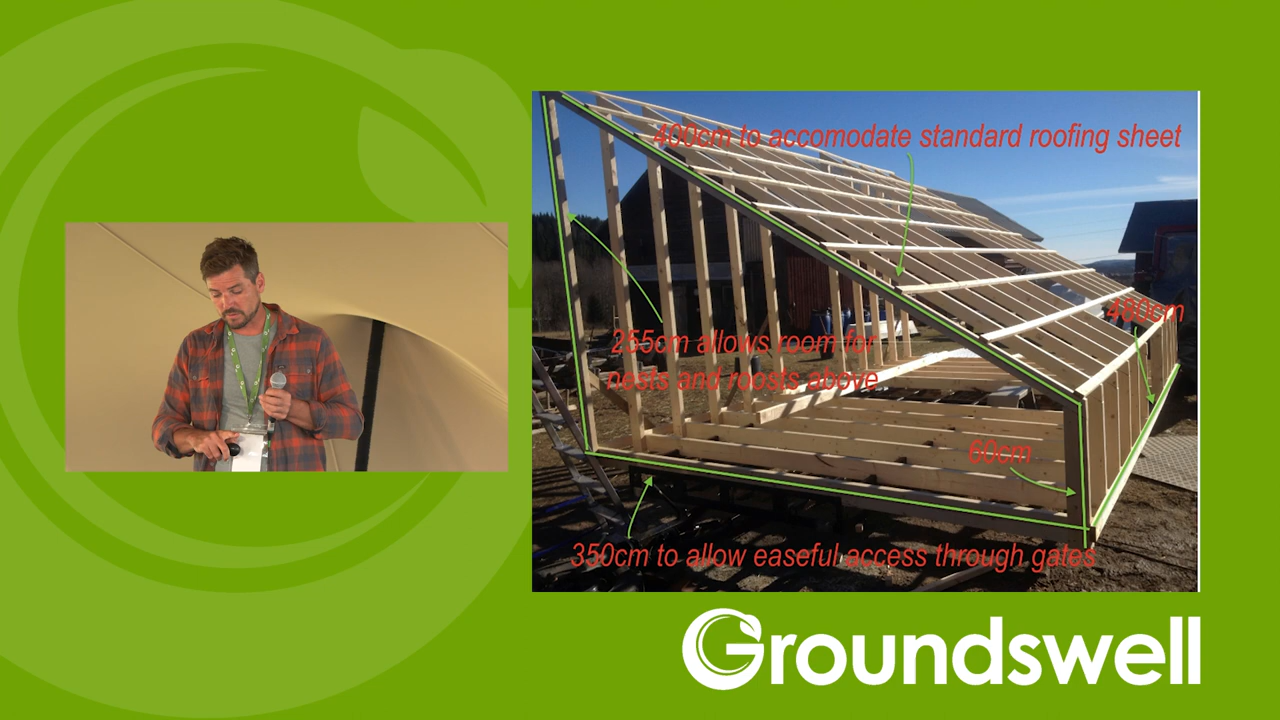 400cm to accomodate standard roofing sheet
480cm
255cm allows room for
nests and roosts above
60cm
350cm to allow easeful access through gates
Groundswell